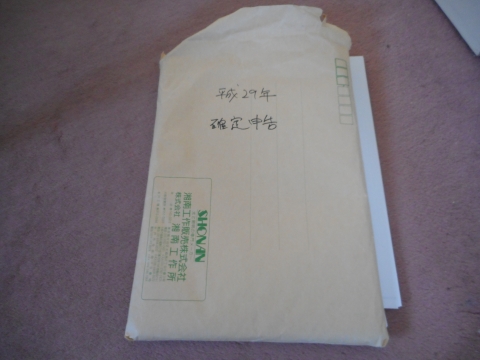 平成29年
確定申告
SHONAN
湘南工作販売株式会社
株式会社 湘南工作所